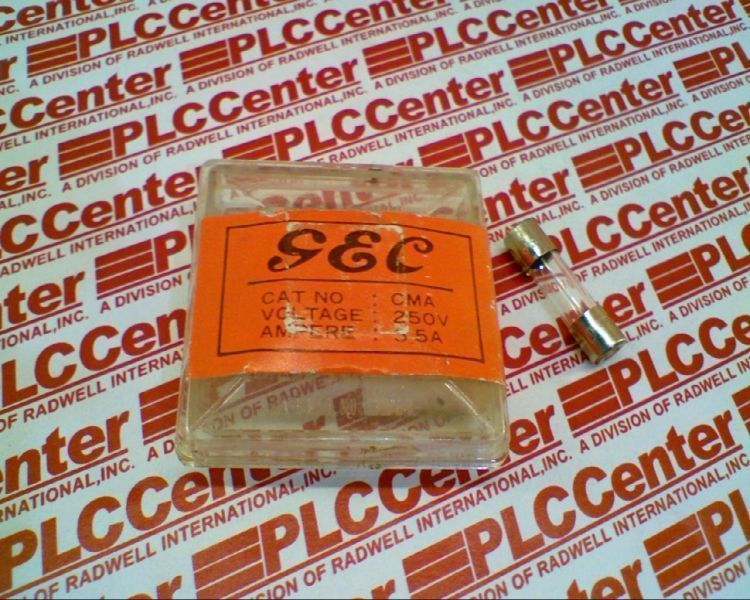 GEC
CAT NO : CMA
VOLTAGE : 250V
AMPERE : 3.5A
PLCCenter
A DIVISION OF RADWELL INTERNATIONAL, INC.